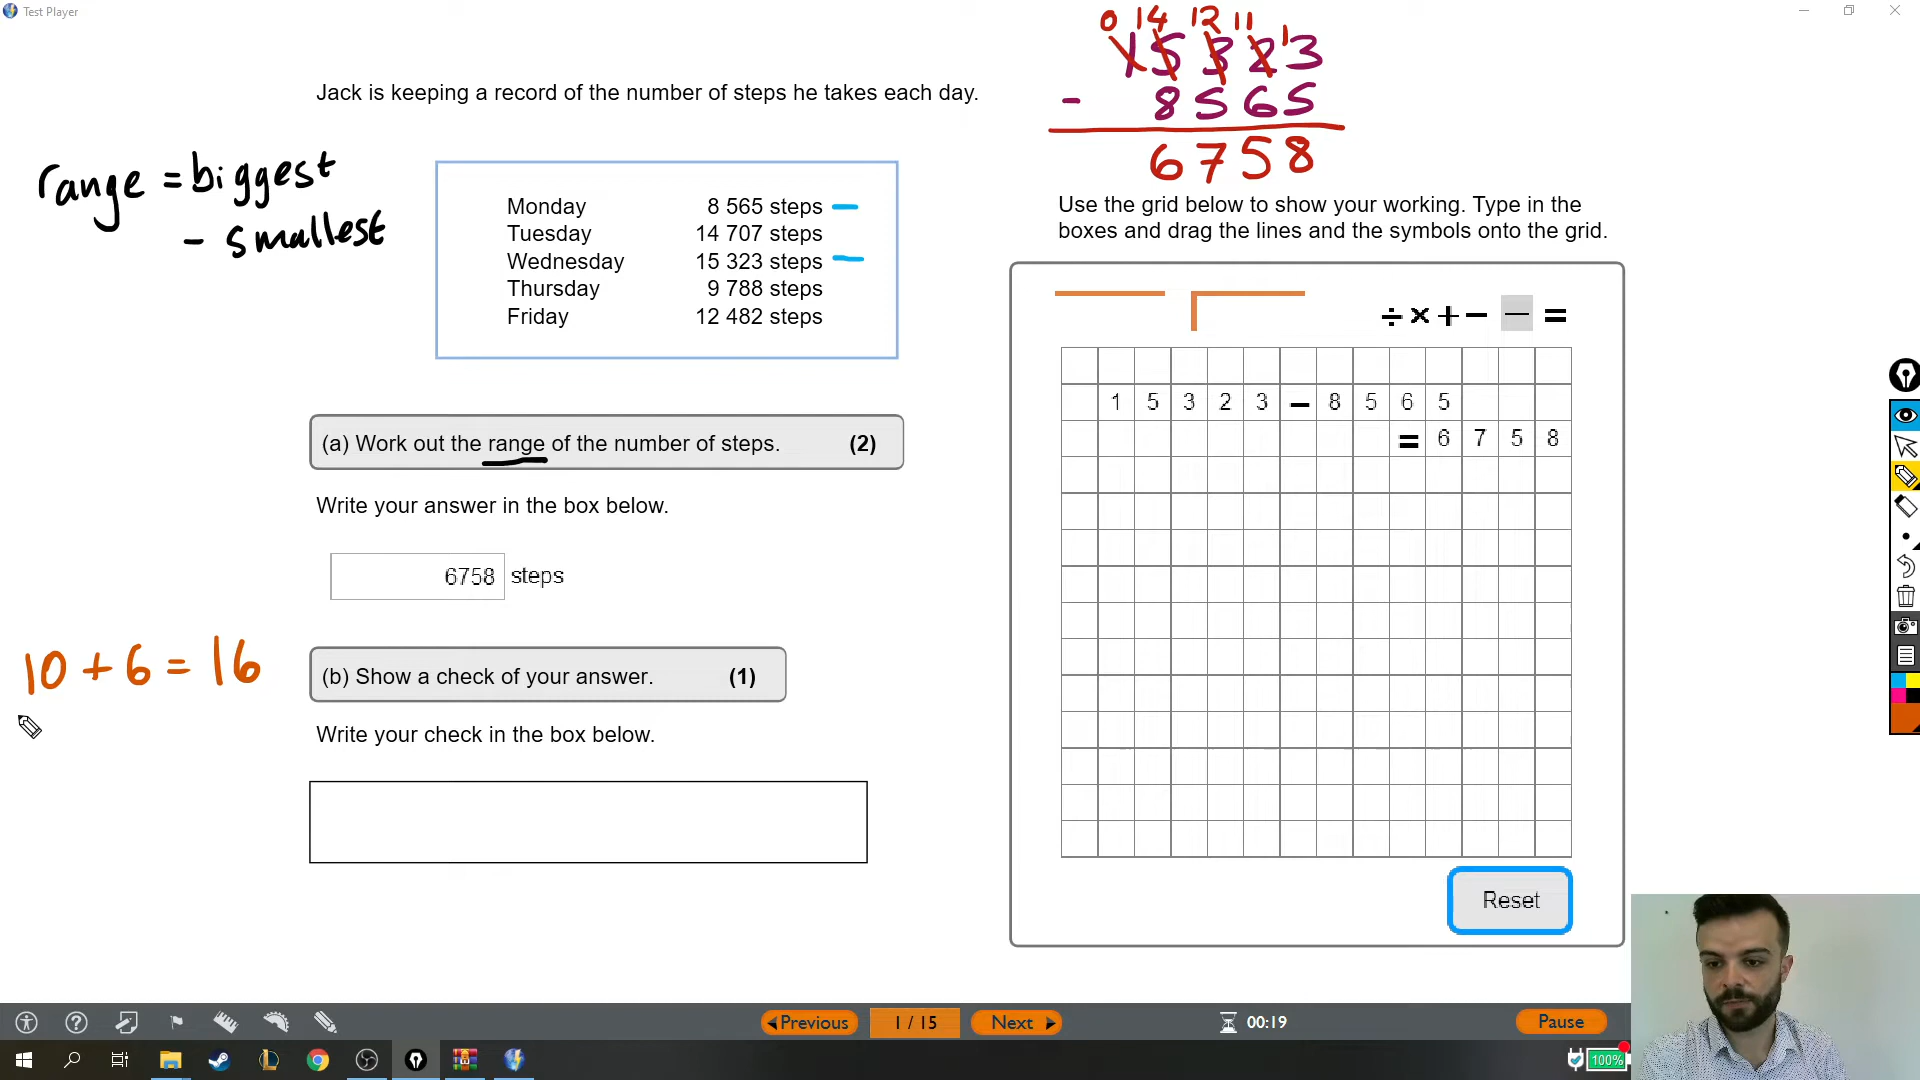 Test Player
0 14 12 11
1 5 3 2 13
- 8565
6758
Jack is keeping a record of the number of steps he takes each day.
range = biggest
- smallest
Monday 8 565 steps
Tuesday 14 707 steps
Wednesday 15 323 steps
Thursday 9 788 steps
Friday 12 482 steps
Use the grid below to show your working. Type in the
boxes and drag the lines and the symbols onto the grid.
÷ × + − — =
1 5 3 2 3 − 8 5 6 5
= 6 7 5 8
(a) Work out the range of the number of steps. (2)
Write your answer in the box below.
6758 steps
10 + 6 = 16
(b) Show a check of your answer. (1)
Write your check in the box below.
Reset
Previous 1 / 15 Next 00:19 Pause
100%